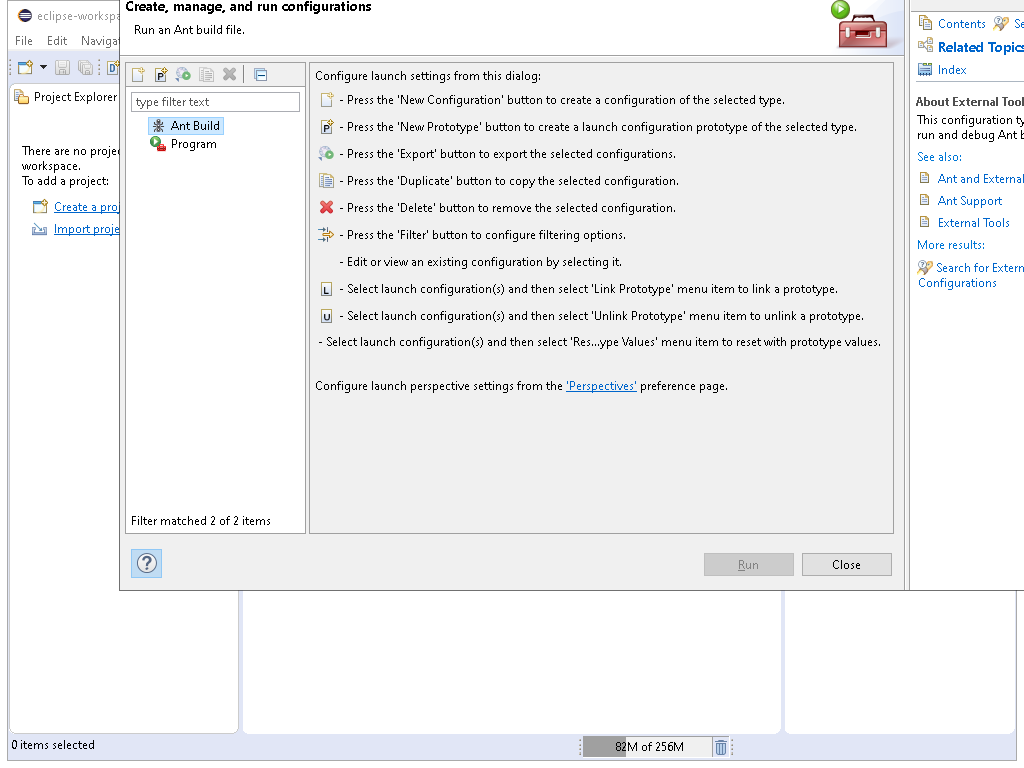 eclipse-workspa
File Edit Naviga
Project Explorer
There are no proje
workspace.
To add a project:
Create a proj
Import proje
0 items selected
82M of 256M
Create, manage, and run configurations
Run an Ant build file.
type filter text
Ant Build
Program
Filter matched 2 of 2 items
Configure launch settings from this dialog:
- Press the 'New Configuration' button to create a configuration of the selected type.
- Press the 'New Prototype' button to create a launch configuration prototype of the selected type.
- Press the 'Export' button to export the selected configurations.
- Press the 'Duplicate' button to copy the selected configuration.
- Press the 'Delete' button to remove the selected configuration.
- Press the 'Filter' button to configure filtering options.
- Edit or view an existing configuration by selecting it.
- Select launch configuration(s) and then select 'Link Prototype' menu item to link a prototype.
- Select launch configuration(s) and then select 'Unlink Prototype' menu item to unlink a prototype.
- Select launch configuration(s) and then select 'Res...ype Values' menu item to reset with prototype values.
Configure launch perspective settings from the 'Perspectives' preference page.
Run
Close
Contents Se
Related Topics
Index
About External Tool
This configuration ty
run and debug Ant b
See also:
Ant and External
Ant Support
External Tools
More results:
Search for Extern
Configurations